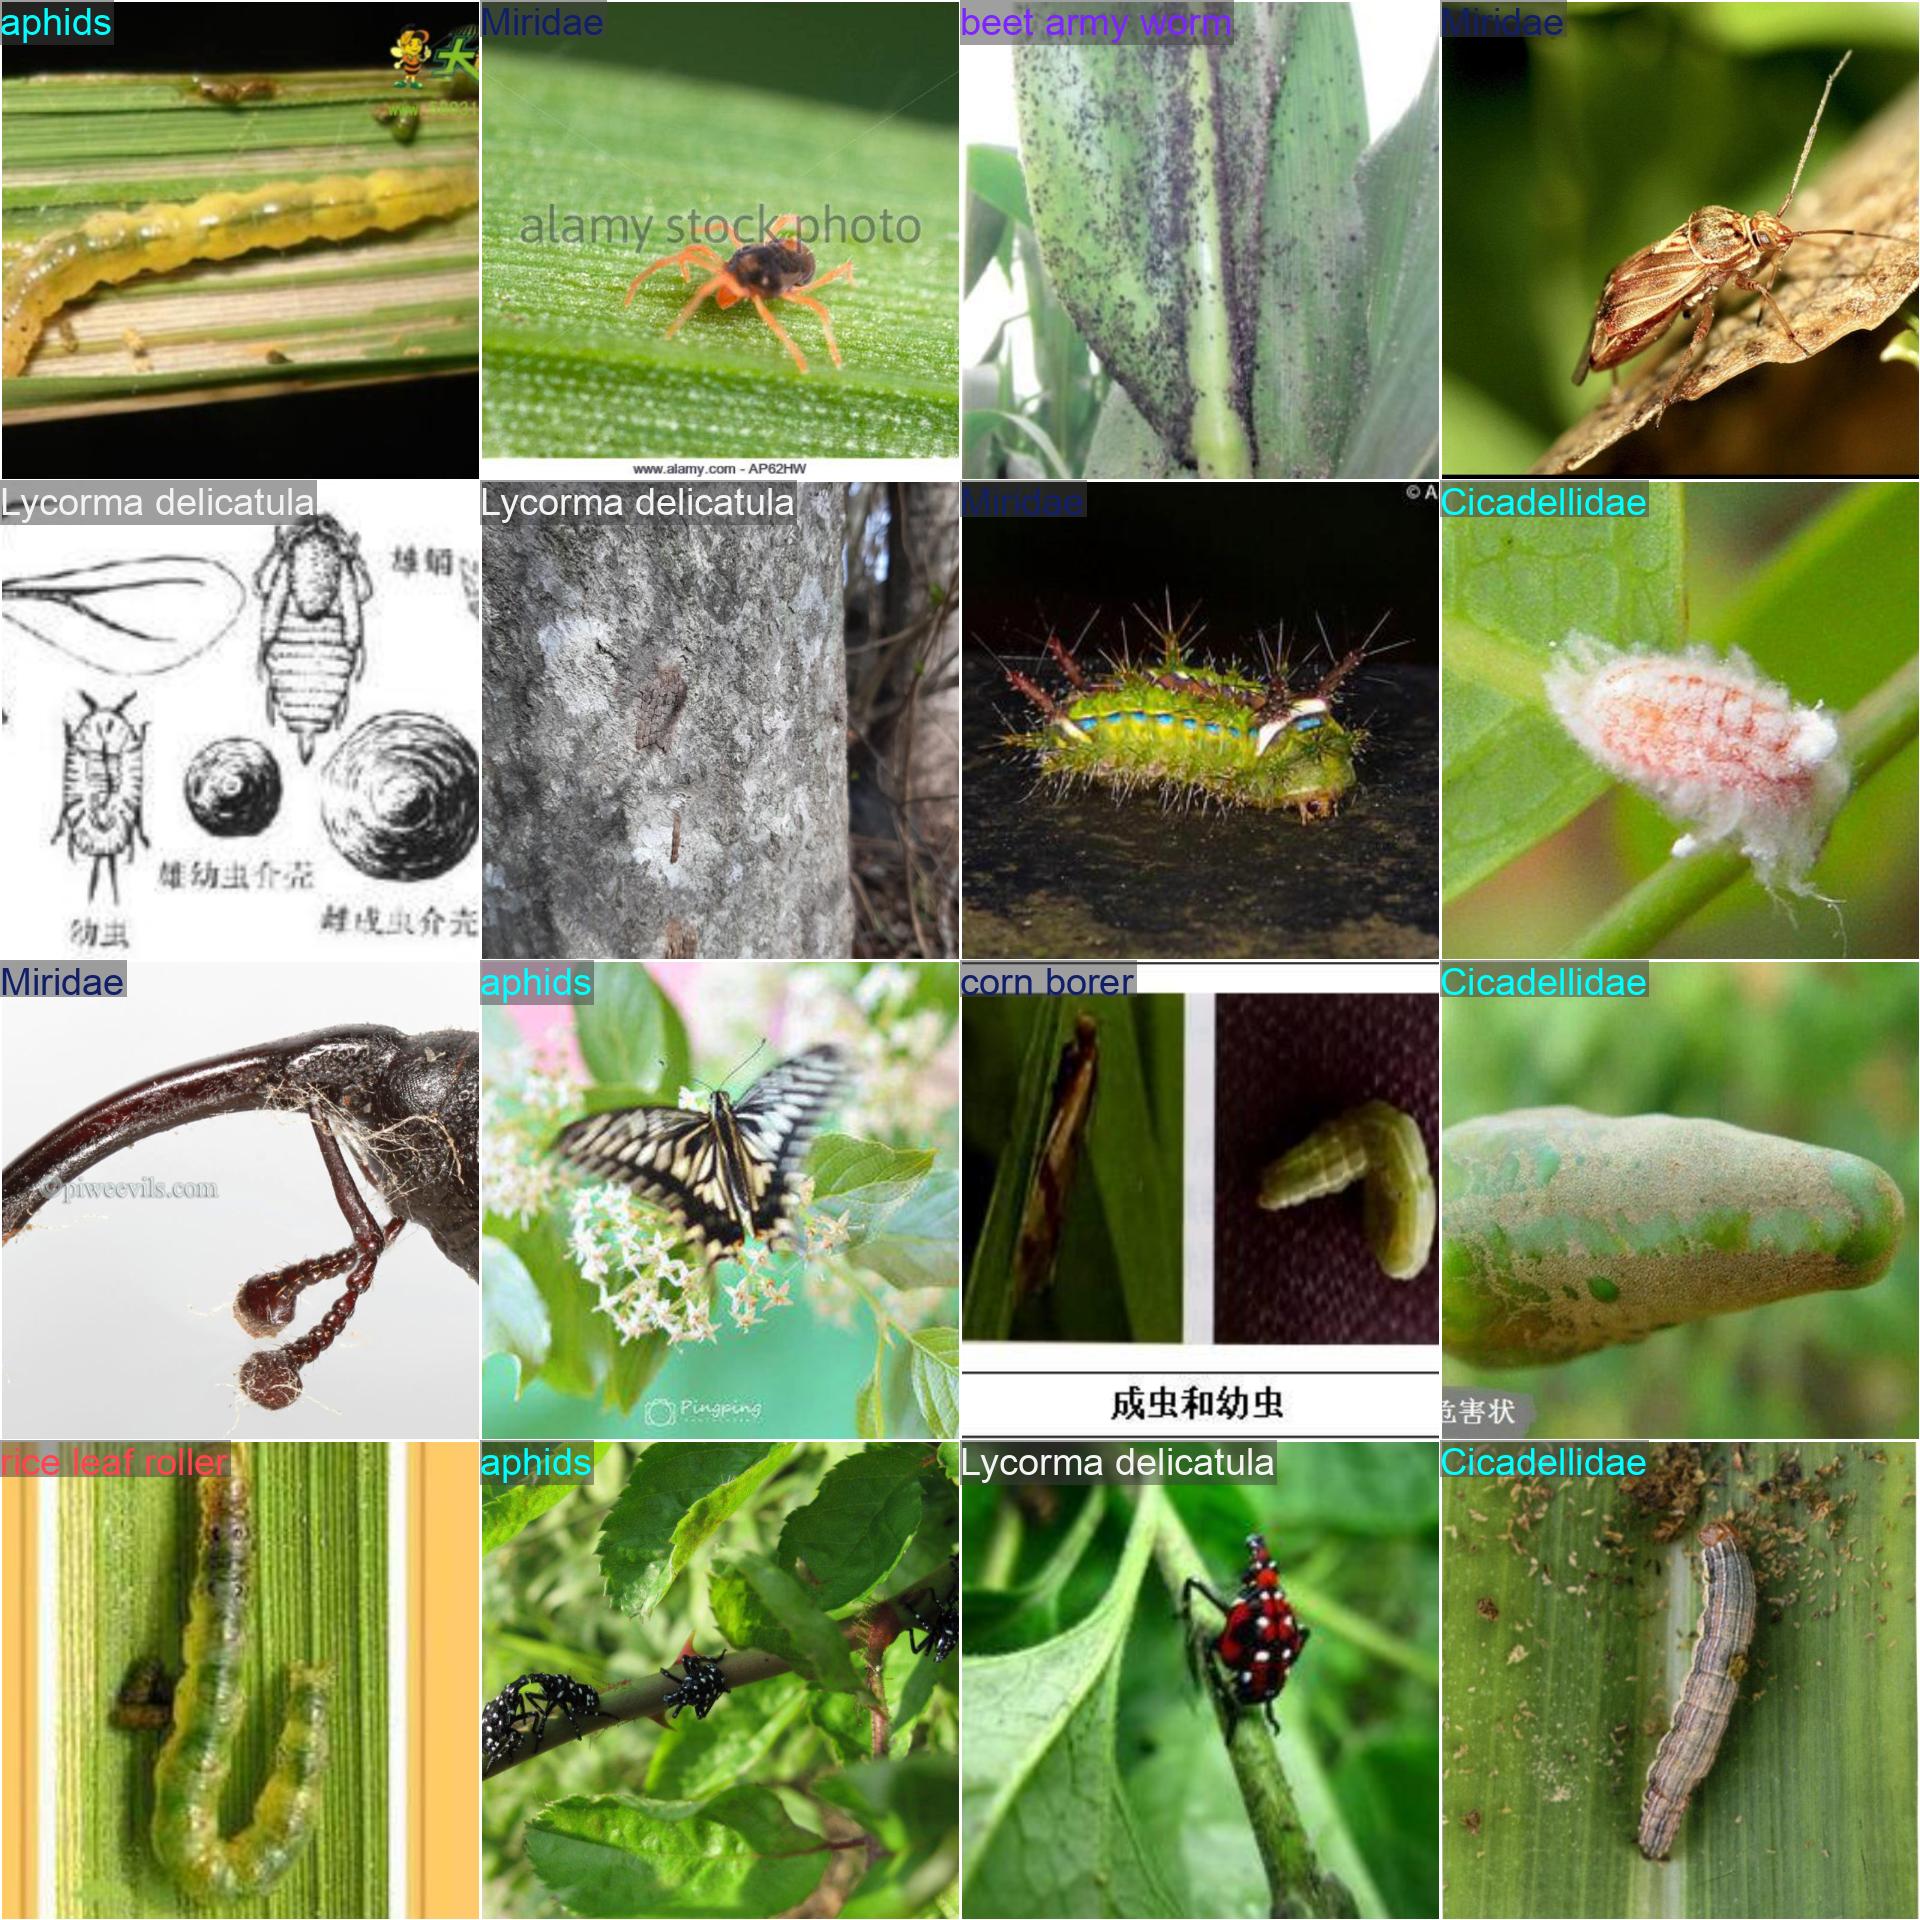 aphids
Miridae
beet army worm
Miridae
大
alamy stock photo
www.alamy.com - AP62HW
Lycorma delicatula
Lycorma delicatula
Miridae
Cicadellidae
© A
雄蛹
雄幼虫介壳
雌成虫介壳
幼虫
Miridae
aphids
corn borer
Cicadellidae
©piweevils.com
Pingping
成虫和幼虫
危害状
rice leaf roller
aphids
Lycorma delicatula
Cicadellidae